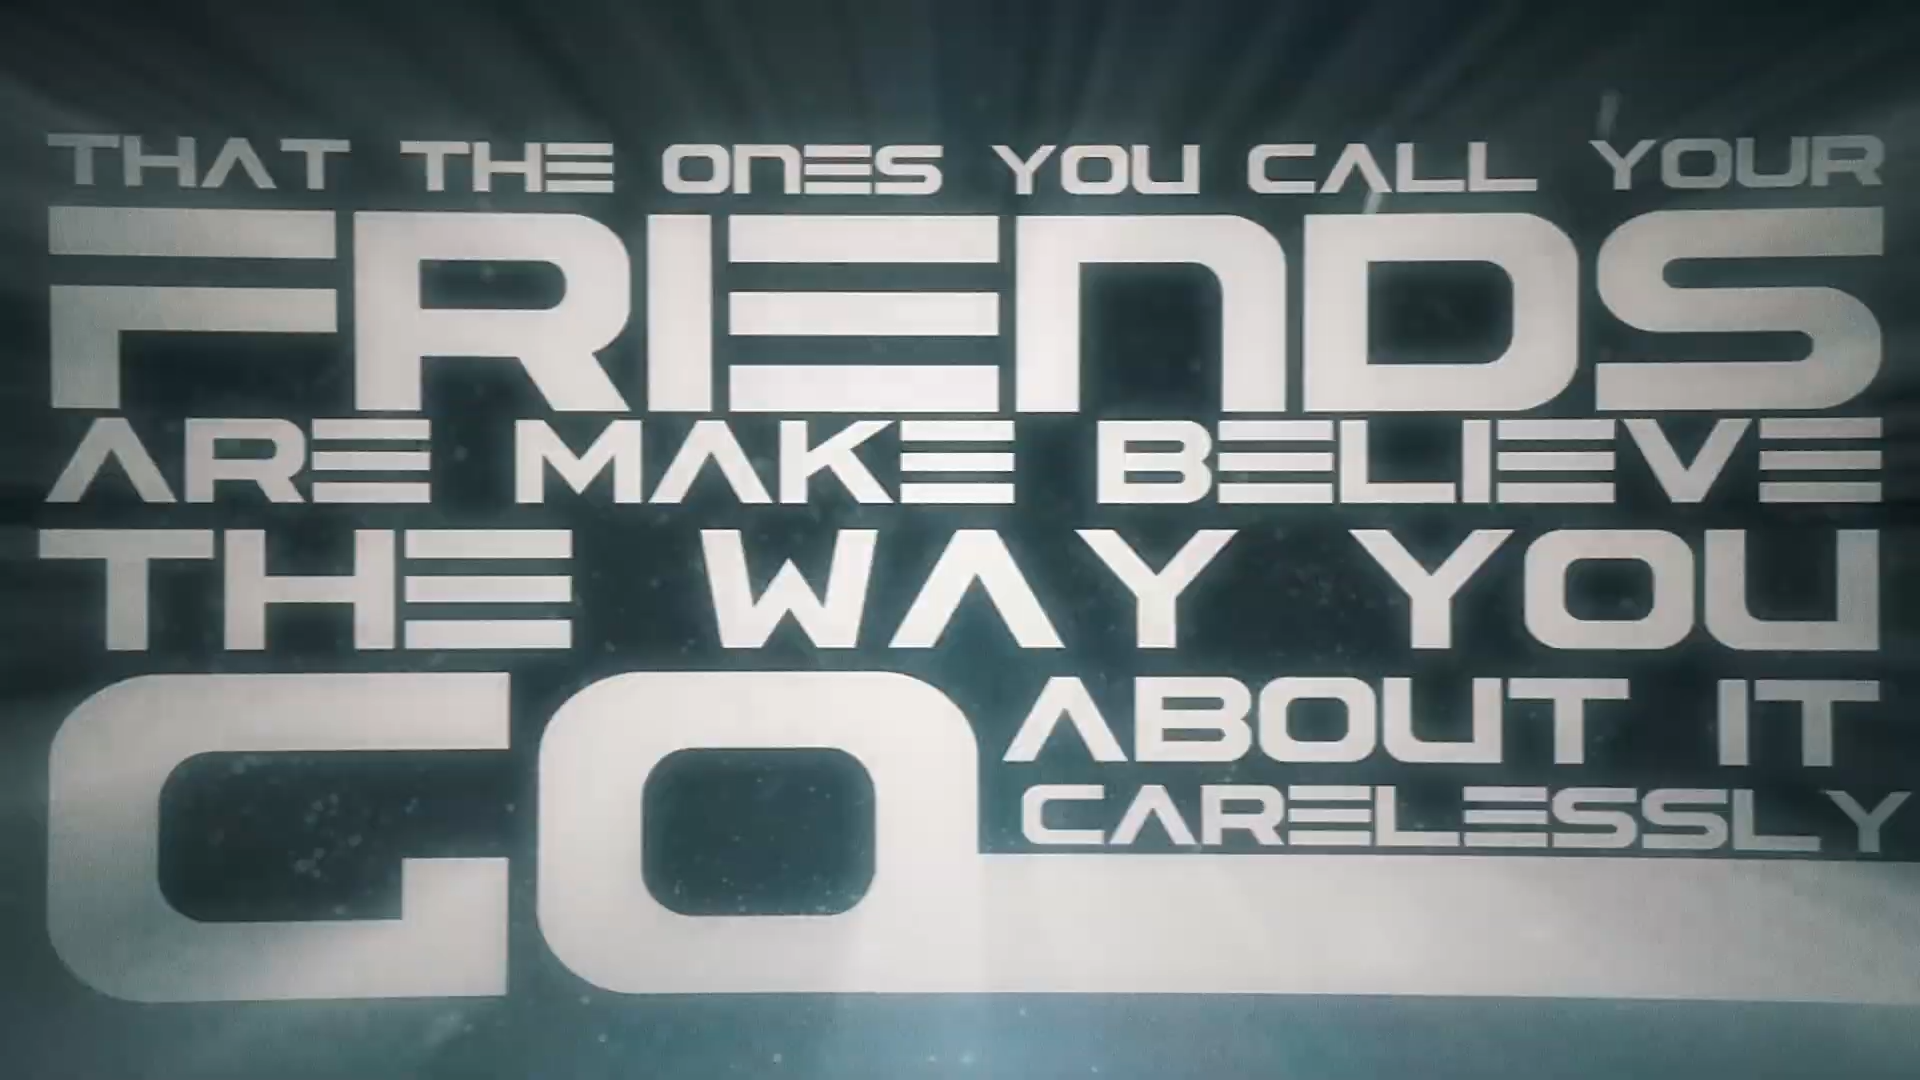 THAT THE ONES YOU CALL YOUR
FRIENDS
ARE MAKE BELIEVE
THE WAY YOU
GO ABOUT IT
CARELESSLY